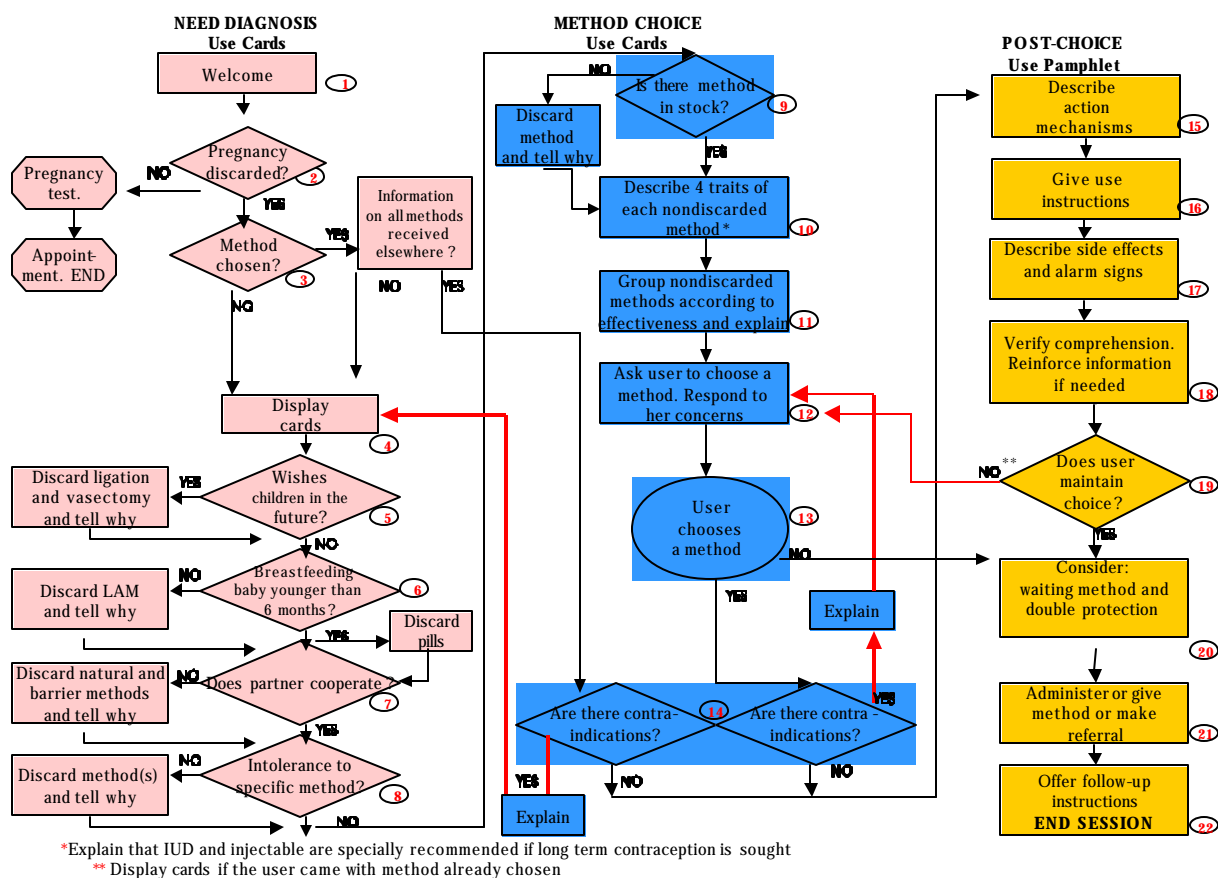 NEED DIAGNOSIS
Use Cards
Welcome
1
Pregnancy
discarded?
2
NO
YES
Pregnancy
test.
Appoint-
ment. END
Method
chosen?
3
YES
NO
Information
on all methods
received
elsewhere ?
NO
YES
Display
cards
4
Wishes
children in the
future?
5
YES
NO
Discard ligation
and vasectomy
and tell why
Breastfeeding
baby younger than
6 months?
6
NO
YES
Discard LAM
and tell why
Discard
pills
Does partner cooperate ?
7
NO
YES
Discard natural and
barrier methods
and tell why
Intolerance to
specific method?
8
NO
NO
Discard method(s)
and tell why
METHOD CHOICE
Use Cards
Is there method
in stock?
9
NO
YES
Discard
method
and tell why
Describe 4 traits of
each nondiscarded
method *
10
Group nondiscarded
methods according to
effectiveness and explain
11
Ask user to choose a
method. Respond to
her concerns
12
User
chooses
a method
13
NO
YES
Explain
Are there contra-
indications?
14
Are there contra -
indications?
YES
YES
NO
NO
Explain
POST-CHOICE
Use Pamphlet
Describe
action
mechanisms
15
Give use
instructions
16
Describe side effects
and alarm signs
17
Verify comprehension.
Reinforce information
if needed
18
Does user
maintain
choice ?
19
NO **
YES
Consider:
waiting method and
double protection
20
Administer or give
method or make
referral
21
Offer follow-up
instructions
END SESSION
22
*Explain that IUD and injectable are specially recommended if long term contraception is sought
** Display cards if the user came with method already chosen